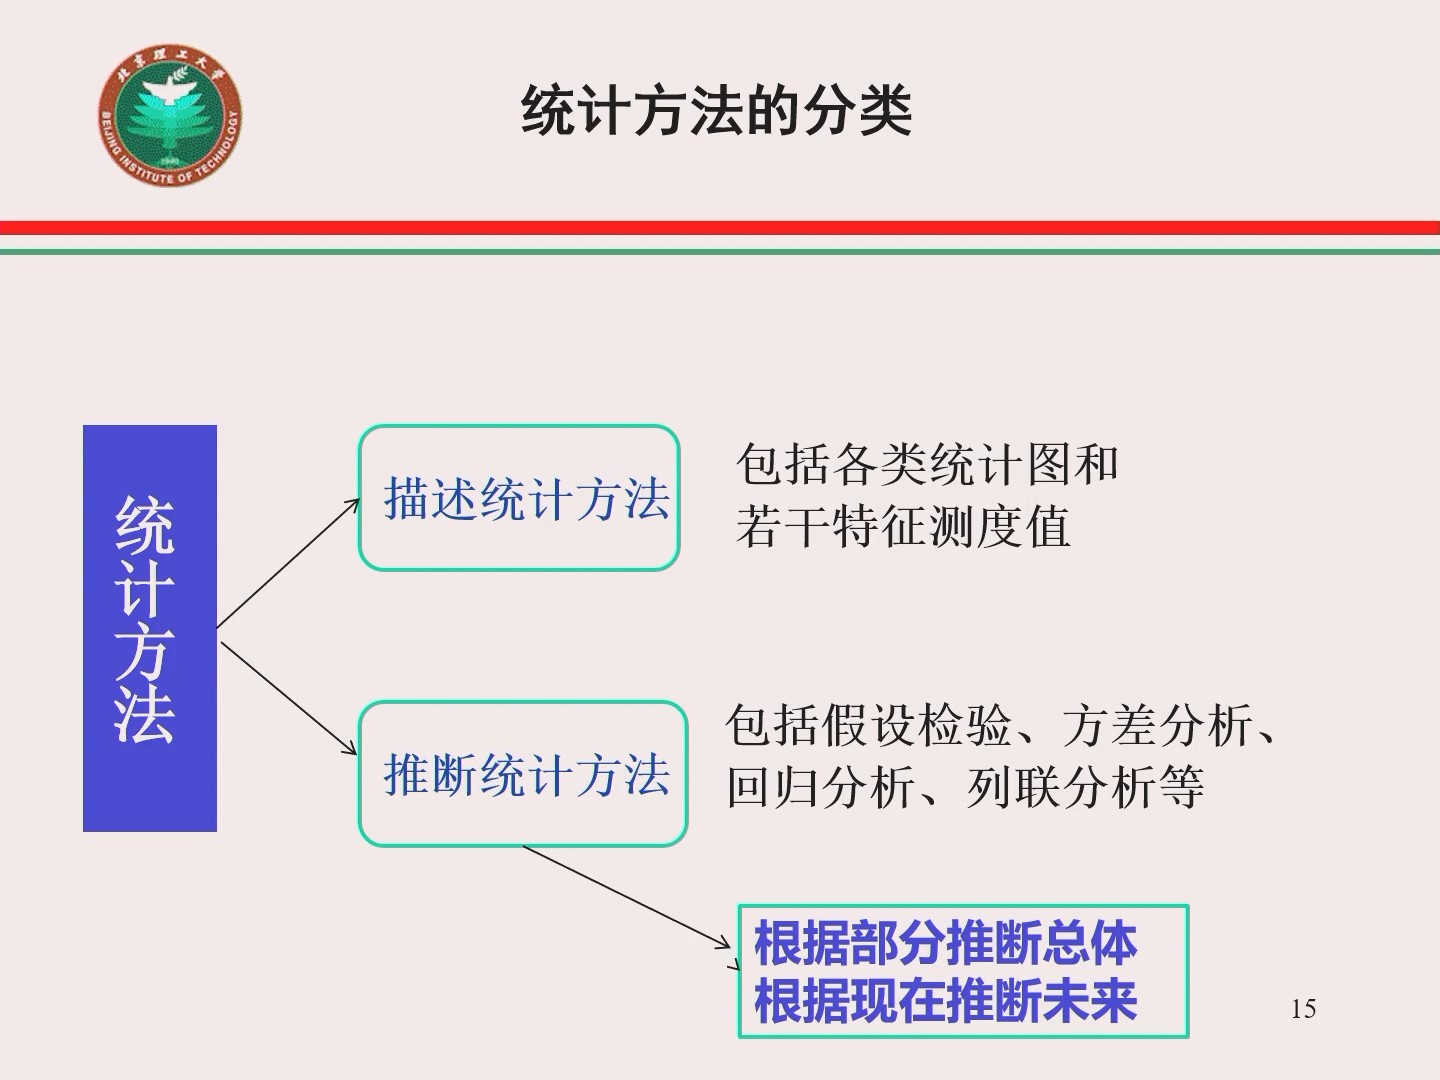 北京理工大学
BEIJING INSTITUTE OF TECHNOLOGY
1940
统计方法的分类
统计方法
描述统计方法
包括各类统计图和
若干特征测度值
推断统计方法
包括假设检验、方差分析、
回归分析、列联分析等
根据部分推断总体
根据现在推断未来
15